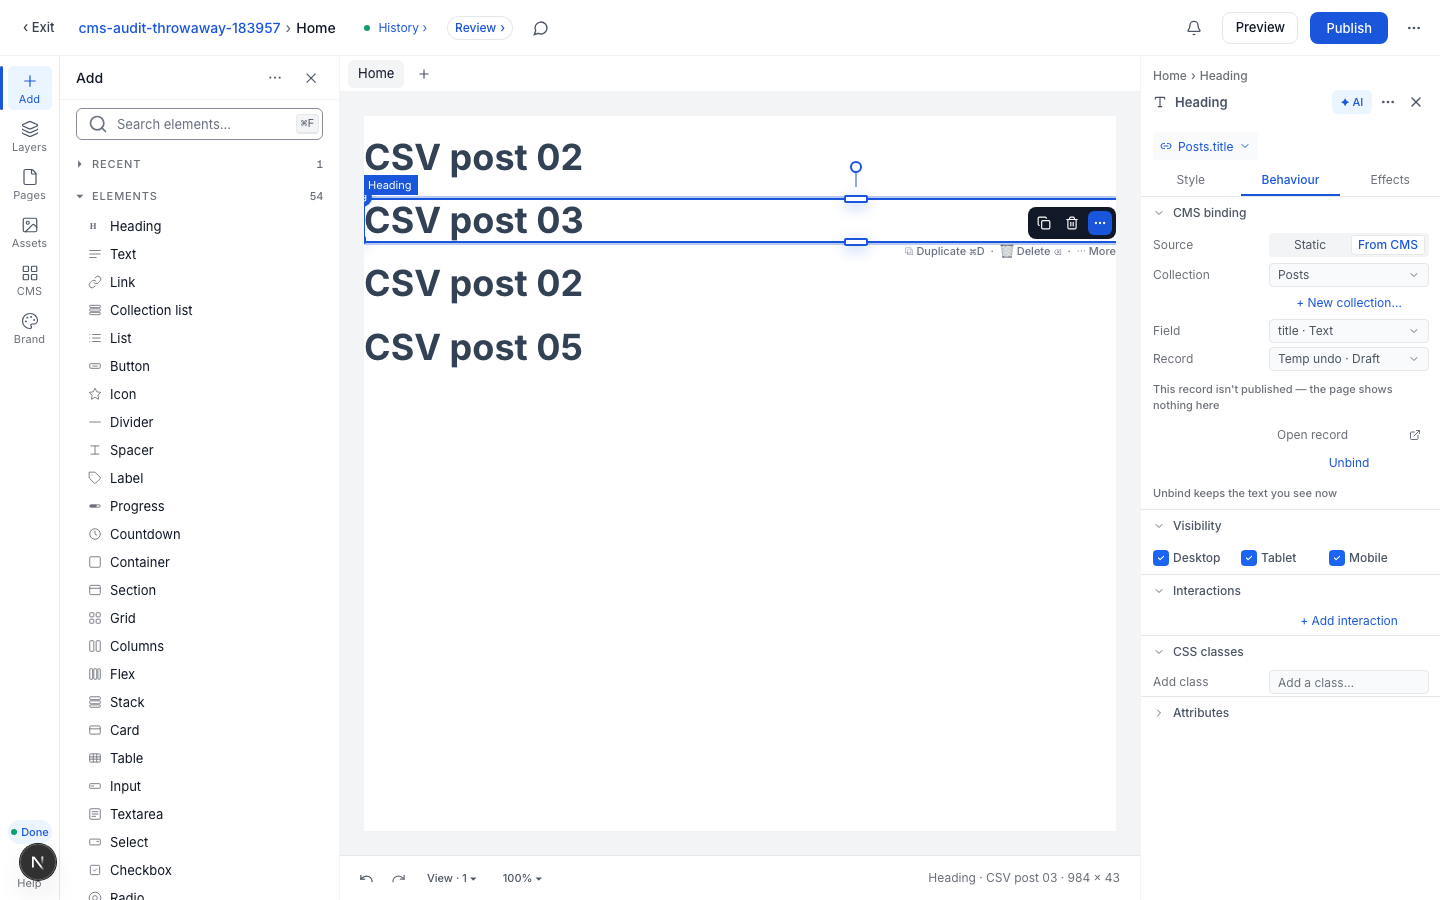 ‹ Exit
cms-audit-throwaway-183957 › Home
History ›
Review ›
Preview
Publish
Add
Layers
Pages
Assets
CMS
Brand
Done
N
Help
Add
Search elements...
⌘F
RECENT 1
ELEMENTS 54
Heading
Text
Link
Collection list
List
Button
Icon
Divider
Spacer
Label
Progress
Countdown
Container
Section
Grid
Columns
Flex
Stack
Card
Table
Input
Textarea
Select
Checkbox
Radio
Home
CSV post 02
Heading
CSV post 03
Duplicate ⌘D · Delete ⌫ · ··· More
CSV post 02
CSV post 05
View · 1
100%
Heading · CSV post 03 · 984 × 43
Home › Heading
Heading
AI
Posts.title
Style
Behaviour
Effects
CMS binding
Source Static From CMS
Collection Posts
+ New collection...
Field title · Text
Record Temp undo · Draft
This record isn't published — the page shows
nothing here
Open record
Unbind
Unbind keeps the text you see now
Visibility
Desktop Tablet Mobile
Interactions
+ Add interaction
CSS classes
Add class Add a class...
Attributes